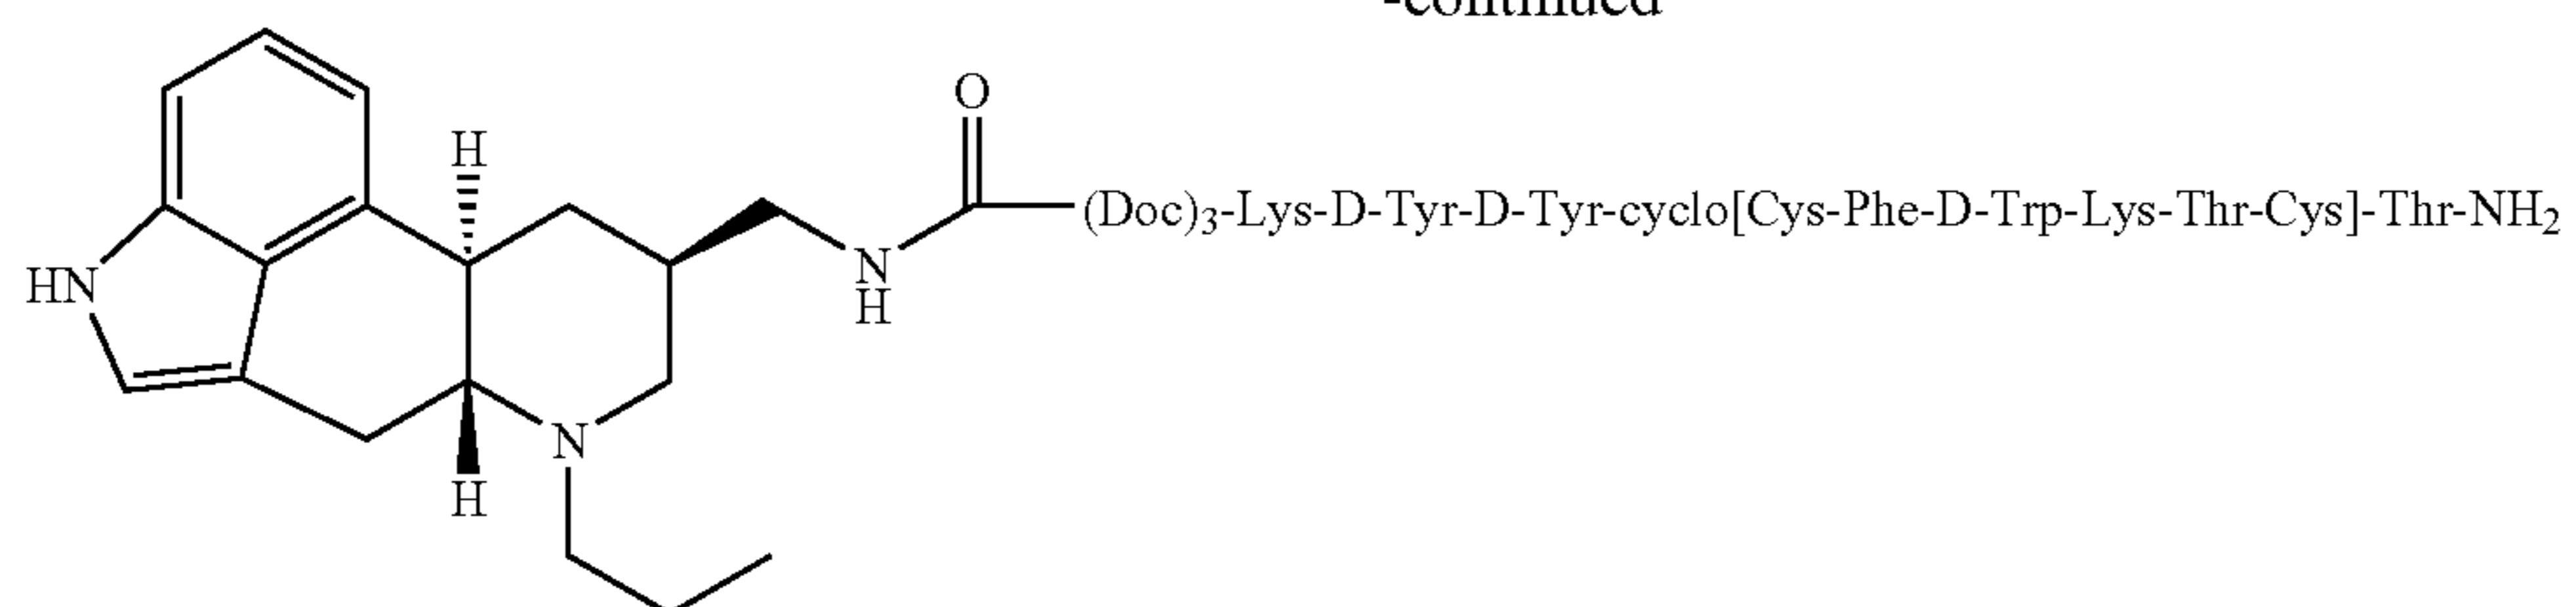 -continued
O
H
(Doc)3-Lys-D-Tyr-D-Tyr-cyclo[Cys-Phe-D-Trp-Lys-Thr-Cys]-Thr-NH2
N
H
HN
N
H